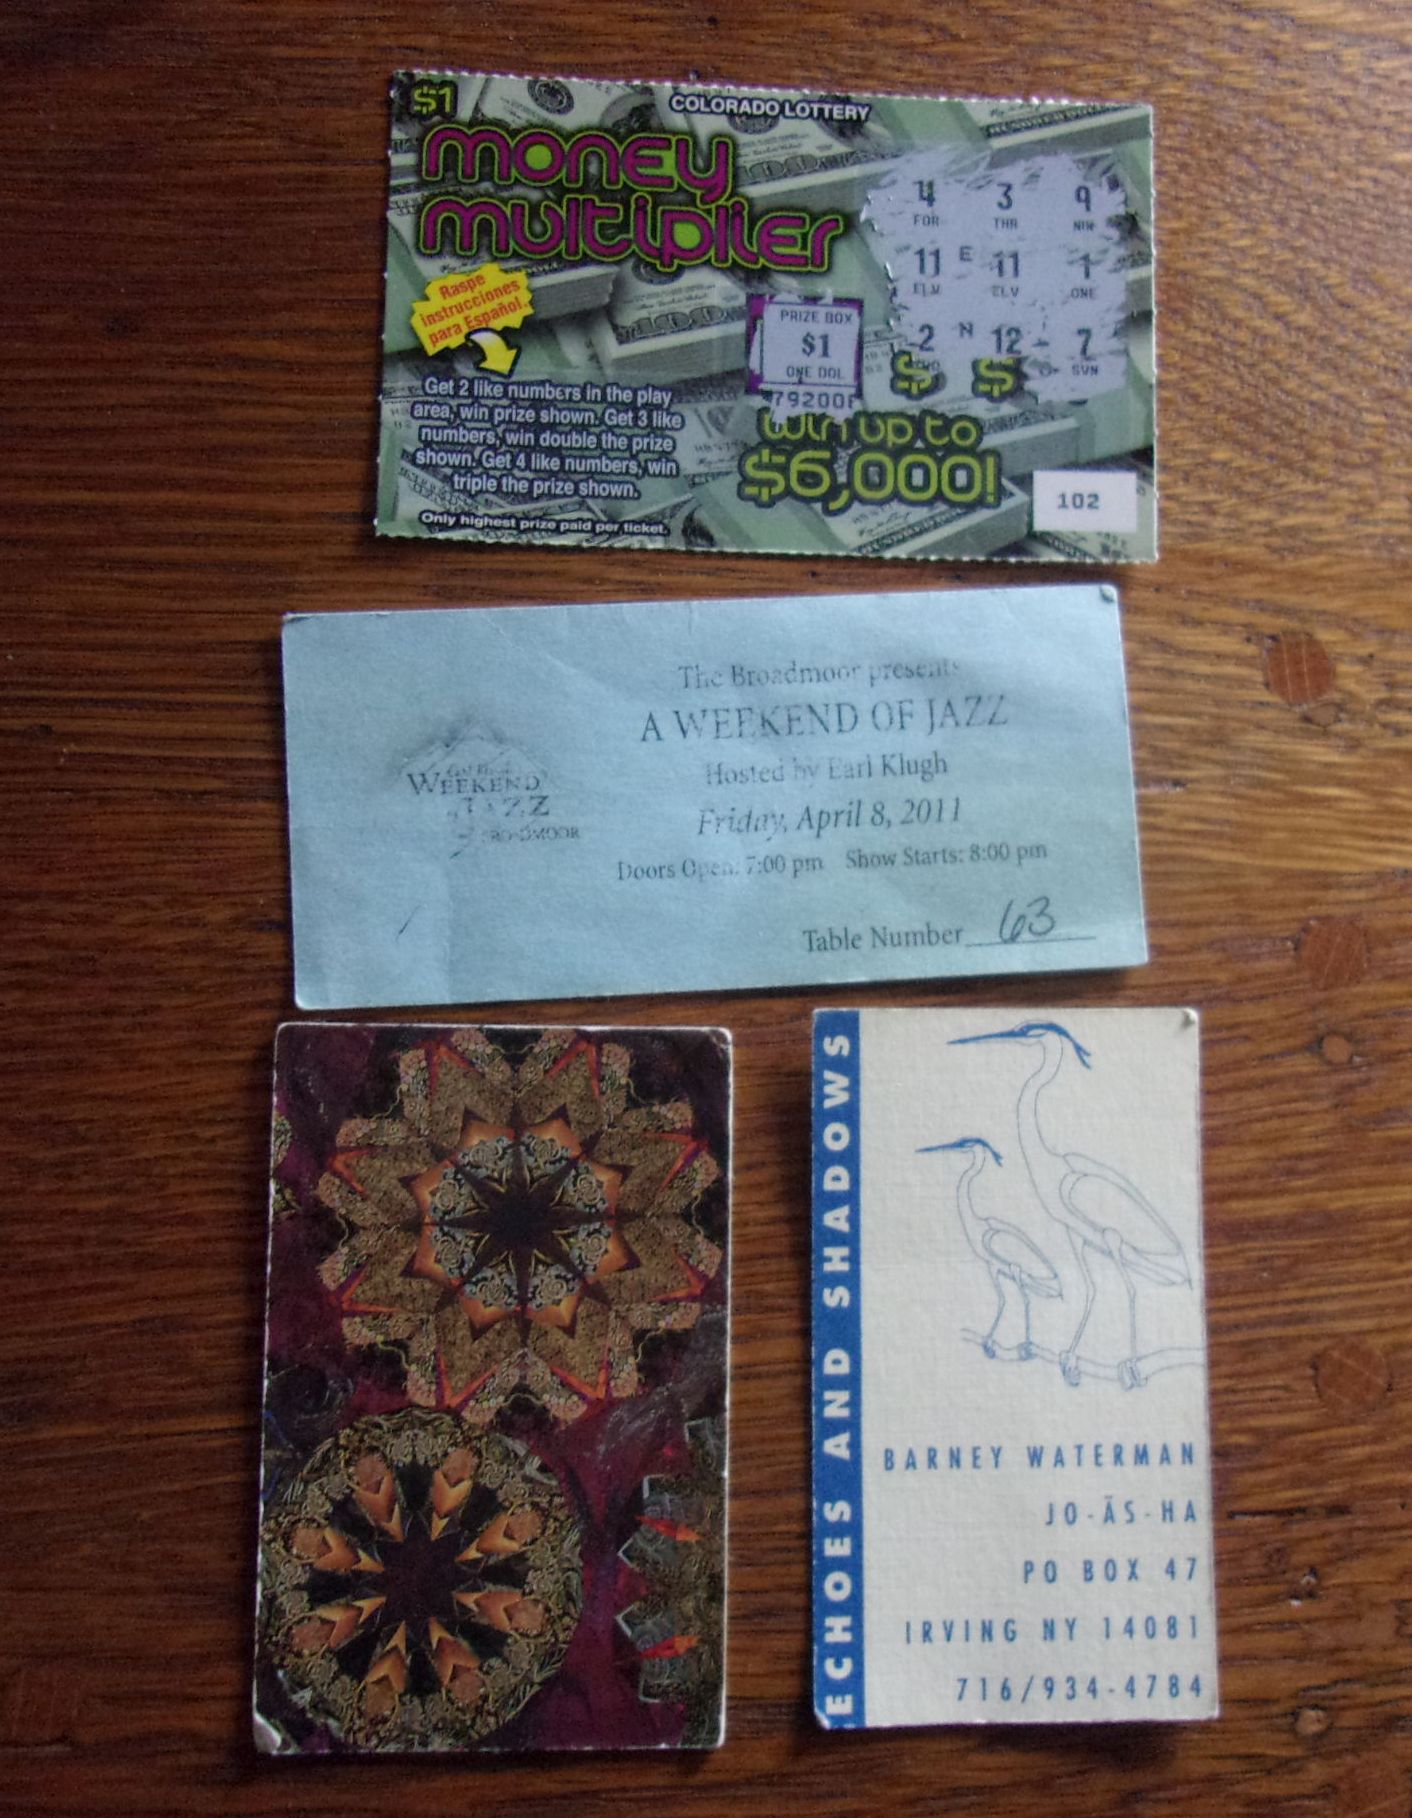 $1
COLORADO LOTTERY
money
multiplier
Raspe
instrucciones
para Español.
Get 2 like numbers in the play
area, win prize shown. Get 3 like
numbers, win double the prize
shown. Get 4 like numbers, win
triple the prize shown.
Only highest prize paid per ticket.
4 3 9
FOR THR NIN
11 E 11 1
ELV ELV ONE
2 N 12 7
SVN
PRIZE BOX
$1
ONE DOL
79200
$ $
win up to
$6,000!
102
The Broadmoor presents
A WEEKEND OF JAZZ
Hosted by Earl Klugh
Friday, April 8, 2011
Doors Open: 7:00 pm Show Starts: 8:00 pm
Table Number 63
WEEKEND
JAZZ
BROADMOOR
ECHOES AND SHADOWS
BARNEY WATERMAN
JO-ĀS-HA
PO BOX 47
IRVING NY 14081
716/934-4784